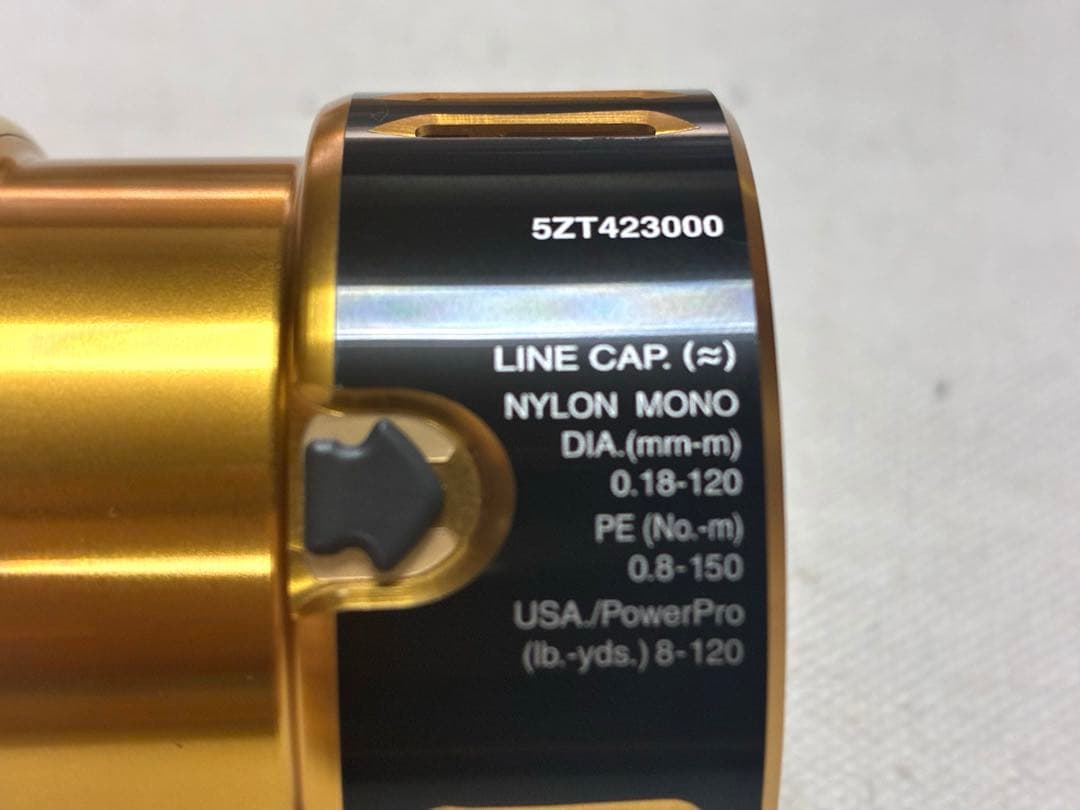 5ZT423000
LINE CAP. (≈)
NYLON MONO
DIA.(mm-m)
0.18-120
PE (No.-m)
0.8-150
USA./PowerPro
(lb.-yds.) 8-120